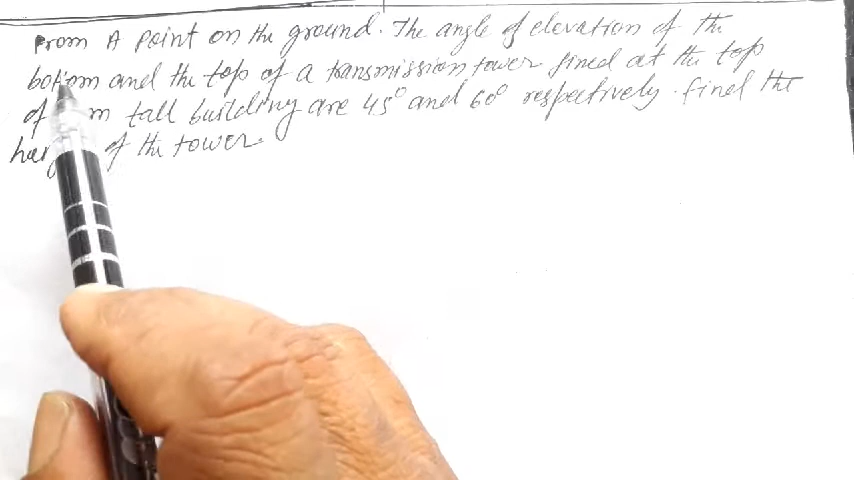 From A point on the ground. The angle of elevation of the
bottom and the top of a transmission tower fined at the top
of m tall building are 45° and 60° respectively. find the
of the tower.